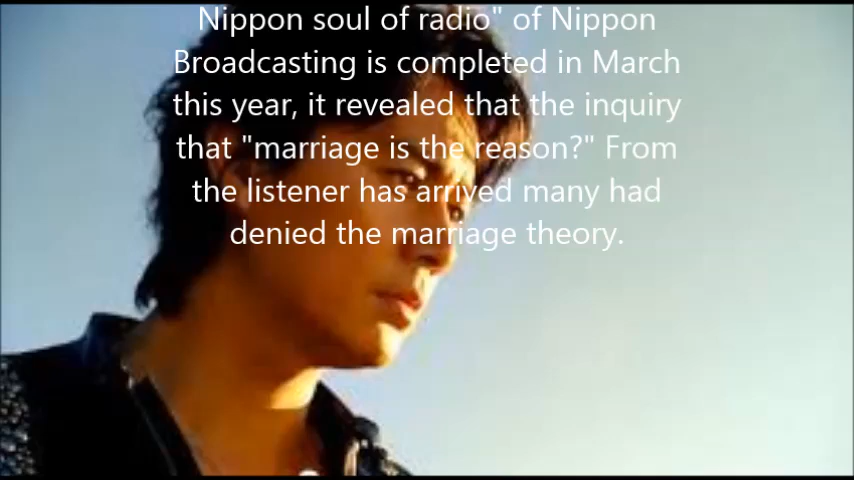 Nippon soul of radio" of Nippon
Broadcasting is completed in March
this year, it revealed that the inquiry
that "marriage is the reason?" From
the listener has arrived many had
denied the marriage theory.